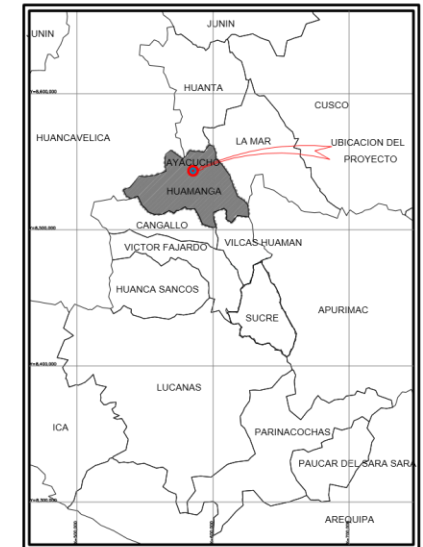 JUNIN
JUNIN
HUANTA
CUSCO
HUANCAVELICA
LA MAR
UBICACION DEL
PROYECTO
AYACUCHO
HUAMANGA
CANGALLO
VICTOR FAJARDO
VILCAS HUAMAN
HUANCA SANCOS
SUCRE
APURIMAC
LUCANAS
ICA
PARINACOCHAS
PAUCAR DEL SARA SARA
AREQUIPA